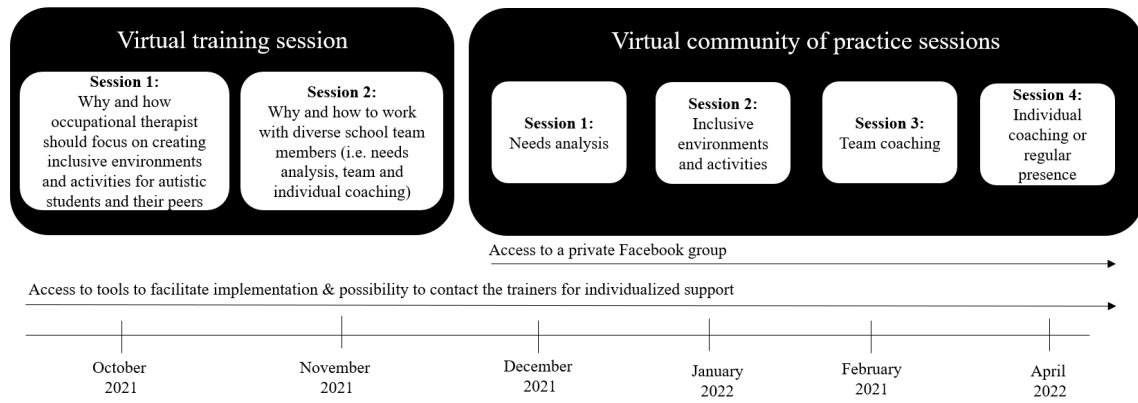 Virtual training session
Session 1:
Why and how
occupational therapist
should focus on creating
inclusive environments
and activities for autistic
students and their peers
Session 2:
Why and how to work
with diverse school team
members (i.e. needs
analysis, team and
individual coaching)
Virtual community of practice sessions
Session 1:
Needs analysis
Session 2:
Inclusive
environments
and activities
Session 3:
Team coaching
Session 4:
Individual
coaching or
regular
presence
Access to a private Facebook group
Access to tools to facilitate implementation & possibility to contact the trainers for individualized support
October
2021
November
2021
December
2021
January
2022
February
2021
April
2022